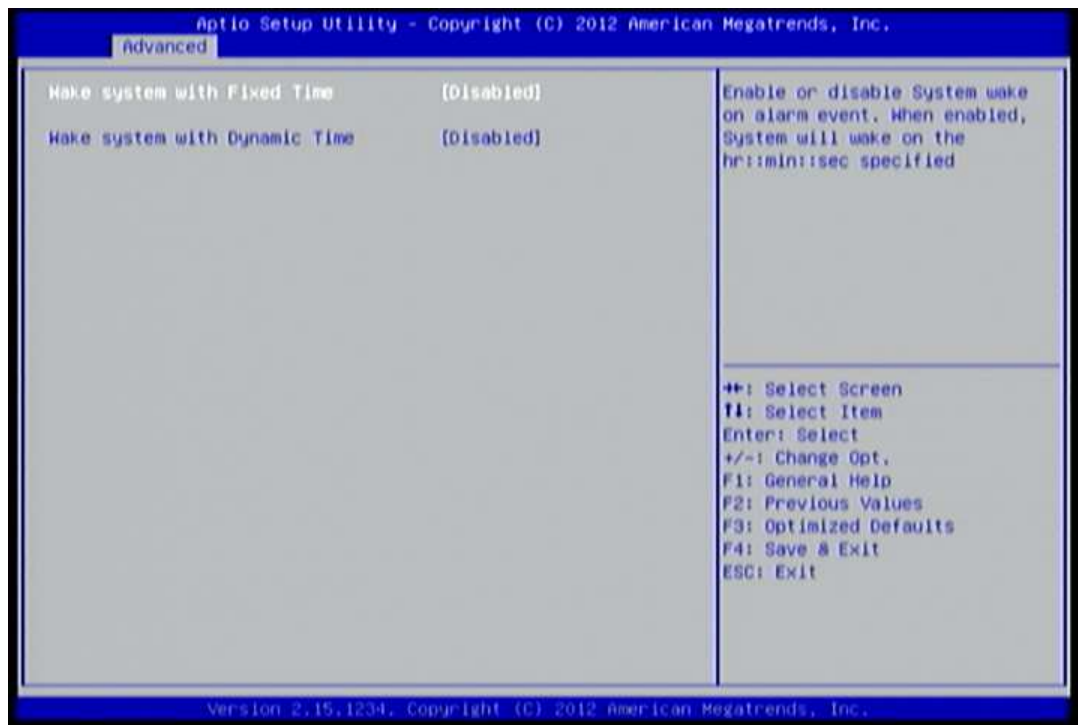 Aptio Setup Utility - Copyright (C) 2012 American Megatrends, Inc.
Advanced
Wake system with Fixed Time [Disabled]
Wake system with Dynamic Time [Disabled]
Enable or disable System wake
on alarm event. When enabled,
System will wake on the
hr::min::sec specified
→←: Select Screen
↑↓: Select Item
Enter: Select
+/-: Change Opt.
F1: General Help
F2: Previous Values
F3: Optimized Defaults
F4: Save & Exit
ESC: Exit
Version 2.15.1234. Copyright (C) 2012 American Megatrends, Inc.